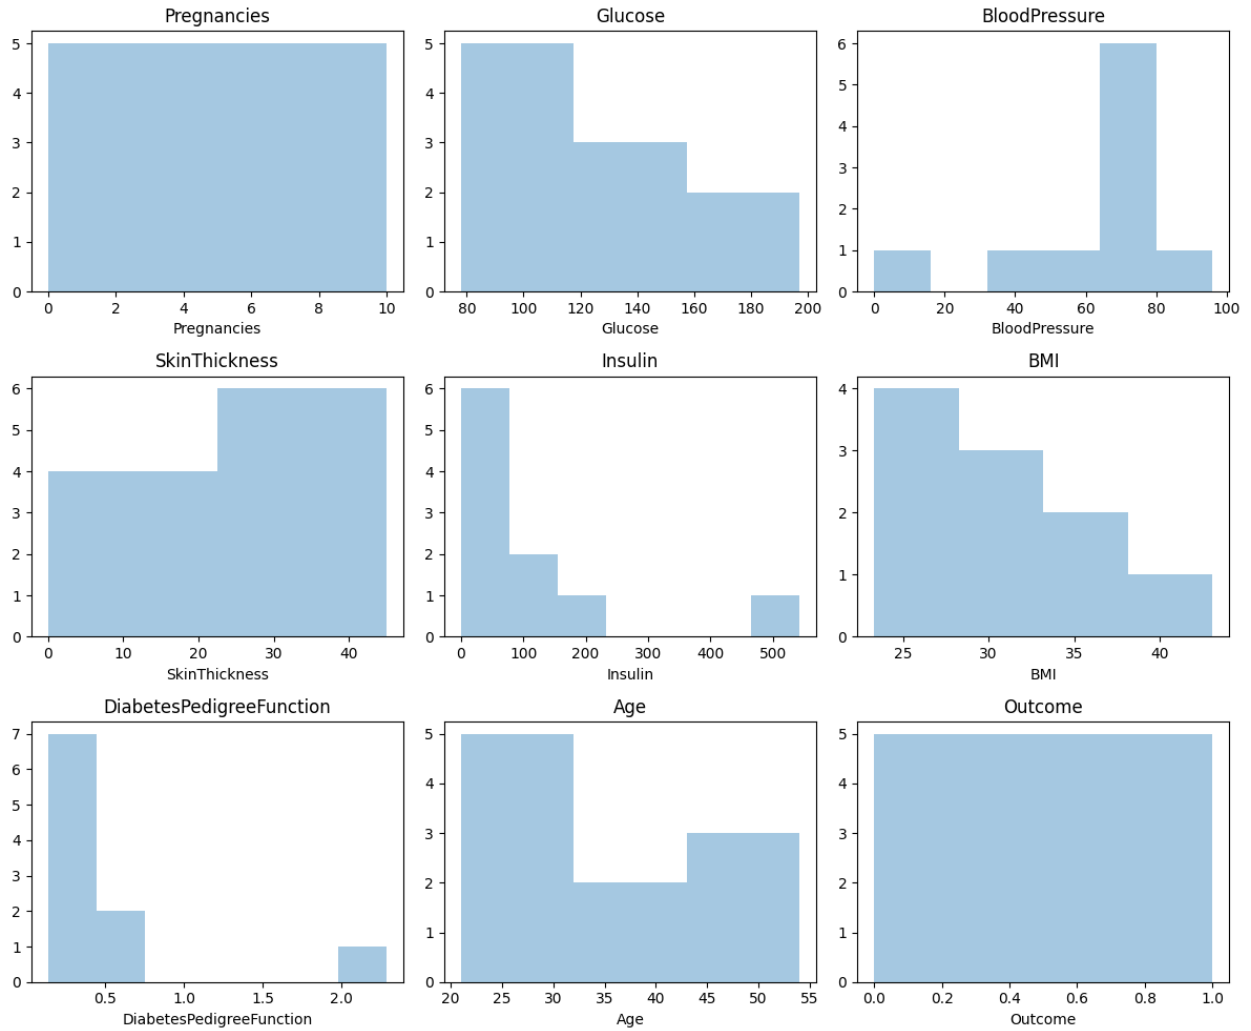 Pregnancies
5
4
3
2
1
0
0 2 4 6 8 10
Pregnancies
Glucose
5
4
3
2
1
0
80 100 120 140 160 180 200
Glucose
BloodPressure
6
5
4
3
2
1
0
0 20 40 60 80 100
BloodPressure
SkinThickness
6
5
4
3
2
1
0
0 10 20 30 40
SkinThickness
Insulin
6
5
4
3
2
1
0
0 100 200 300 400 500
Insulin
BMI
4
3
2
1
0
25 30 35 40
BMI
DiabetesPedigreeFunction
7
6
5
4
3
2
1
0
0.5 1.0 1.5 2.0
DiabetesPedigreeFunction
Age
5
4
3
2
1
0
20 25 30 35 40 45 50 55
Age
Outcome
5
4
3
2
1
0
0.0 0.2 0.4 0.6 0.8 1.0
Outcome